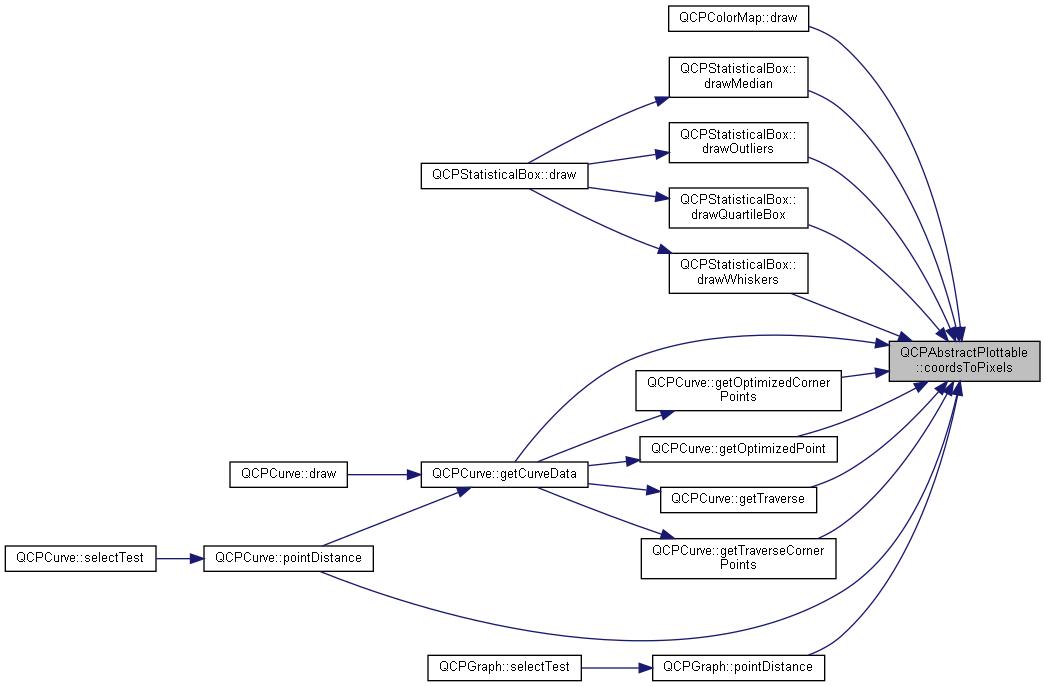 QCPColorMap::draw
QCPStatisticalBox::
drawMedian
QCPStatisticalBox::
drawOutliers
QCPStatisticalBox::draw
QCPStatisticalBox::
drawQuartileBox
QCPStatisticalBox::
drawWhiskers
QCPAbstractPlottable
::coordsToPixels
QCPCurve::getOptimizedCorner
Points
QCPCurve::getOptimizedPoint
QCPCurve::draw
QCPCurve::getCurveData
QCPCurve::getTraverse
QCPCurve::getTraverseCorner
Points
QCPCurve::selectTest
QCPCurve::pointDistance
QCPGraph::selectTest
QCPGraph::pointDistance